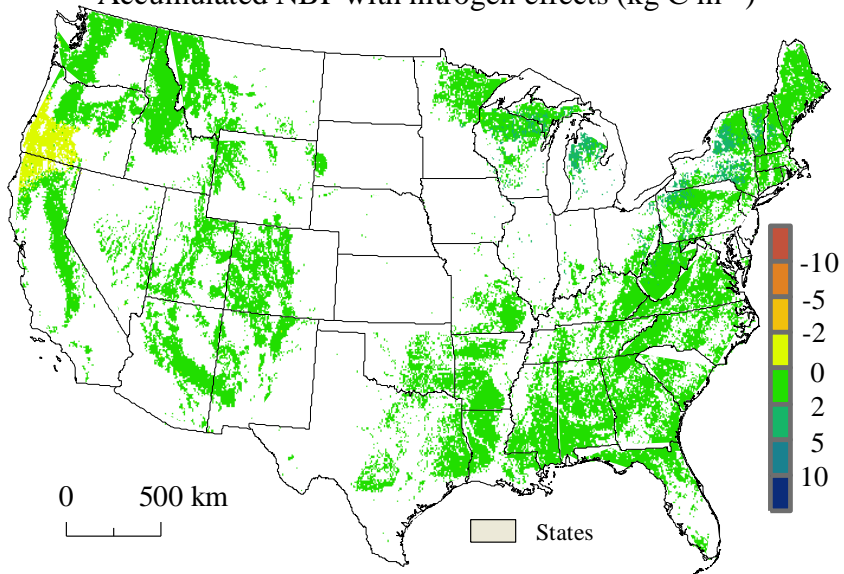 Accumulated NBP with nitrogen effects (kg C m⁻²)
-10
-5
-2
0
2
5
10
0 500 km
States